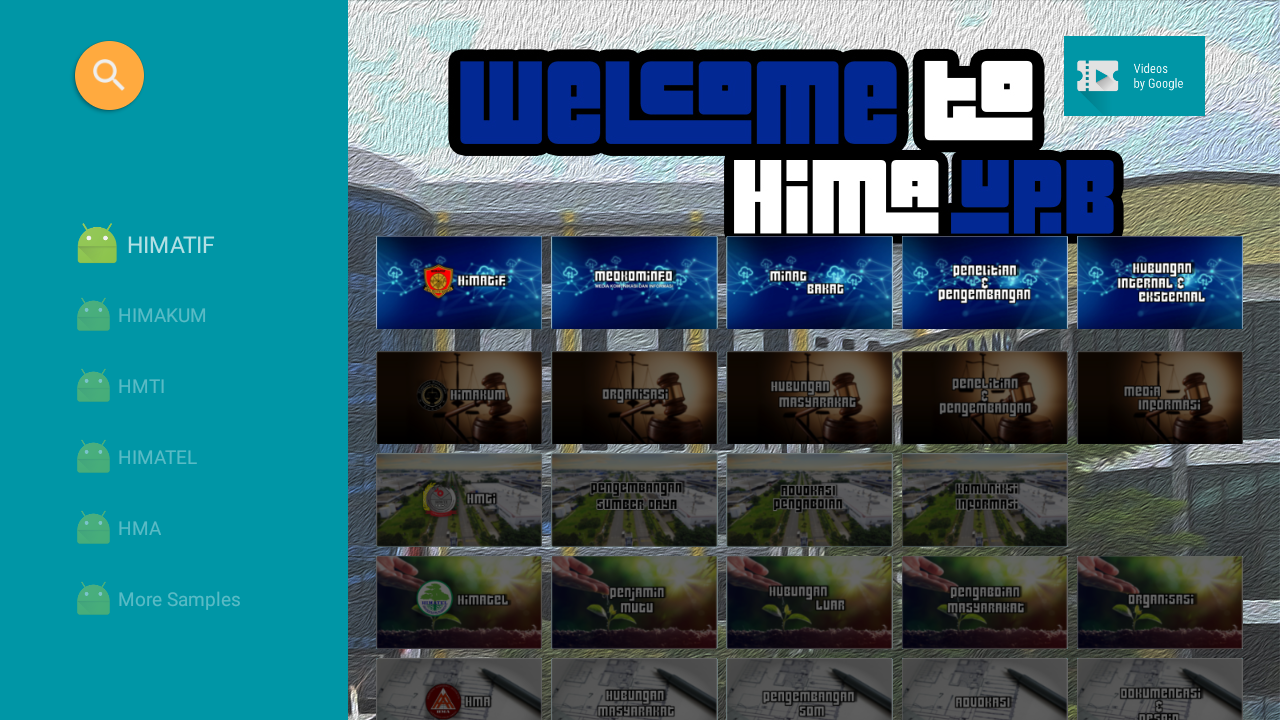 Welcome to
Hima UPB
Videos
by Google
HIMATIF
HIMAKUM
HMTI
HIMATEL
HMA
More Samples
Himatif
Medkominfo
Minat
Bakat
Penelitian
&
Pengembangan
Hubungan
Internal &
Eksternal
Himakum
Organisasi
Hubungan
Masyarakat
Penelitian
&
Pengembangan
Media
Informasi
Hmti
Pengembangan
Sumber Daya
Advokasi
Pengabdian
Komuniksi
Informasi
Himatel
Penjamin
Mutu
Hubungan
Luar
Pengabdian
Masyarakat
Organisasi
HMA
Hubungan
Masyarakat
Pengembangan
SDM
Advokasi
Dokumentasi
&
Desain